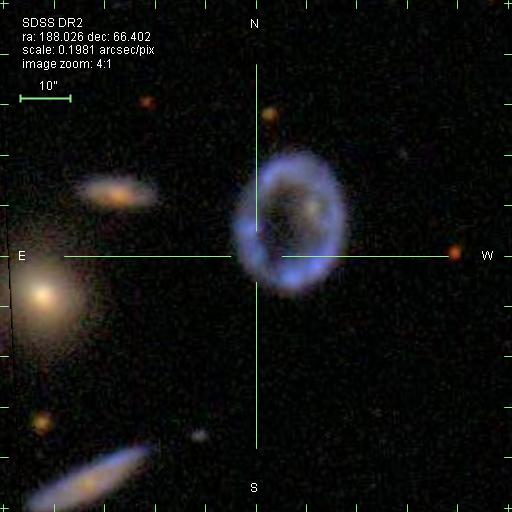 SDSS DR2
ra: 188.026 dec: 66.402
scale: 0.1981 arcsec/pix
image zoom: 4:1
10"
N
E
W
S